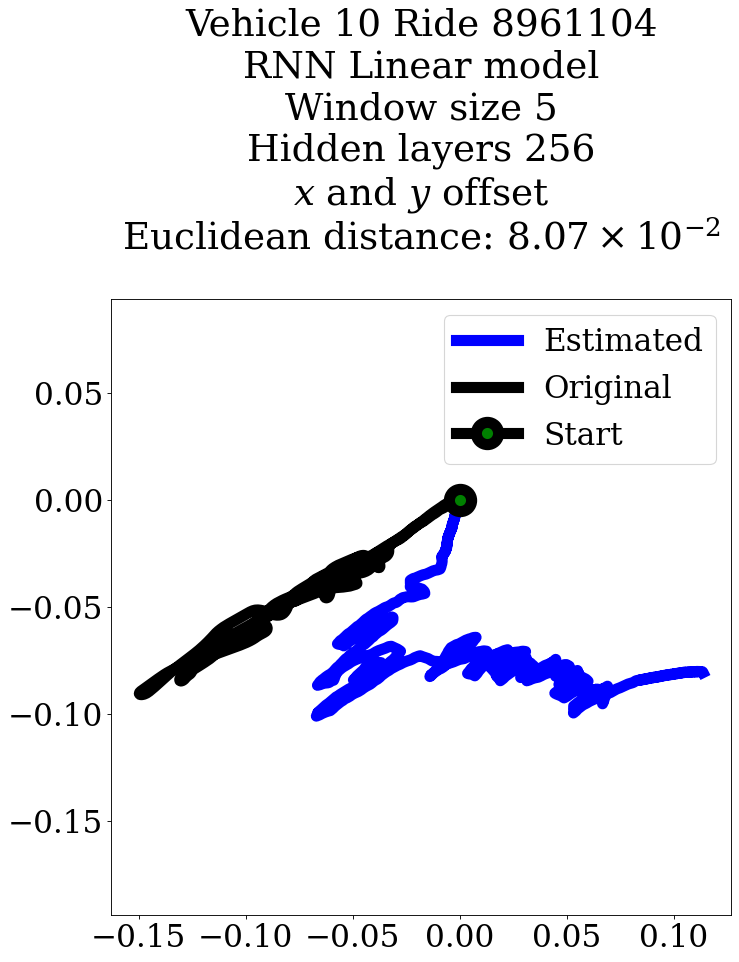 Vehicle 10 Ride 8961104
RNN Linear model
Window size 5
Hidden layers 256
x and y offset
Euclidean distance: 8.07 × 10⁻²
Estimated
Original
Start
0.05
0.00
−0.05
−0.10
−0.15
−0.15 −0.10 −0.05 0.00 0.05 0.10